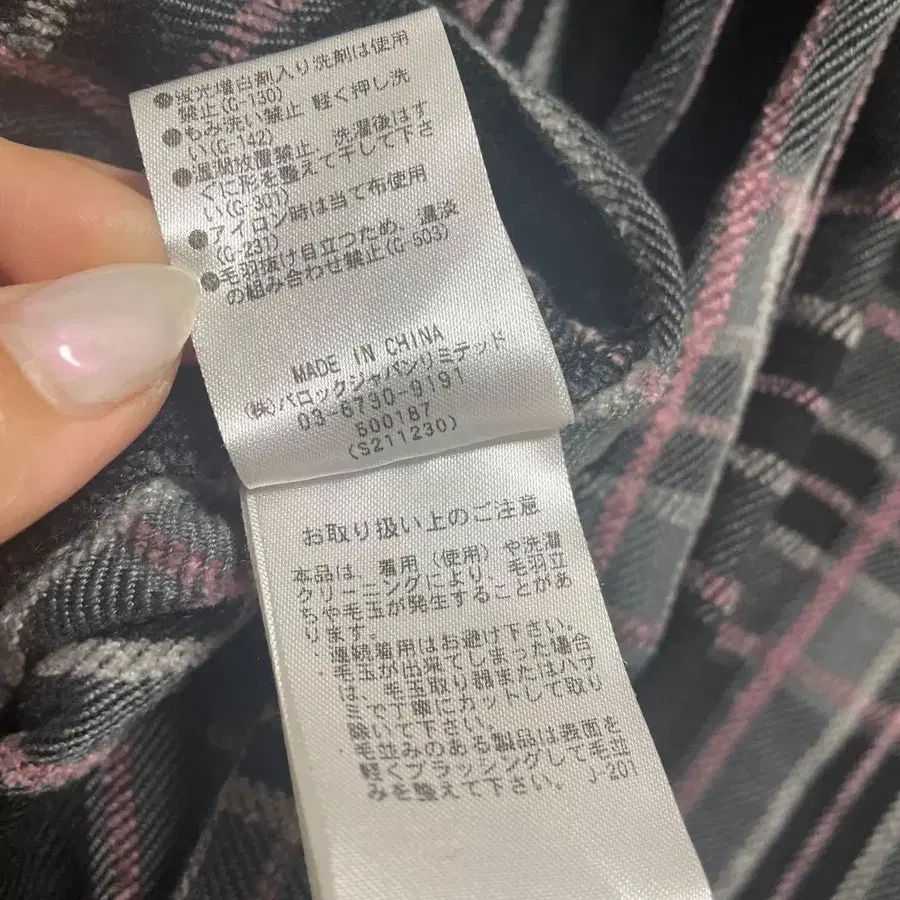 ●蛍光増白剤入り洗剤は使用
禁止(G-130)
●もみ洗い禁止 軽く押し洗
い(G-142)
●湿潤放置禁止、洗濯後はす
ぐに形を整えて干して下さ
い(G-301)
●アイロン時は当て布使用
(G-231)
●毛羽抜け目立つため、濃淡
の組み合わせ禁止(G-503)
MADE IN CHINA
(株)バロックジャパンリミテッド
03-6730-9191
500187
(S211230)
お取り扱い上のご注意
本品は、着用（使用）や洗濯
クリーニングにより、毛羽立
ちや毛玉が発生することがあ
ります。
・連続着用はお避け下さい。
・毛玉が出来てしまった場合
は、毛玉取り器またはハサ
ミで丁寧にカットして取り
除いて下さい。
・毛並みのある製品は表面を
軽くブラッシングして毛並
みを整えて下さい。 J-201